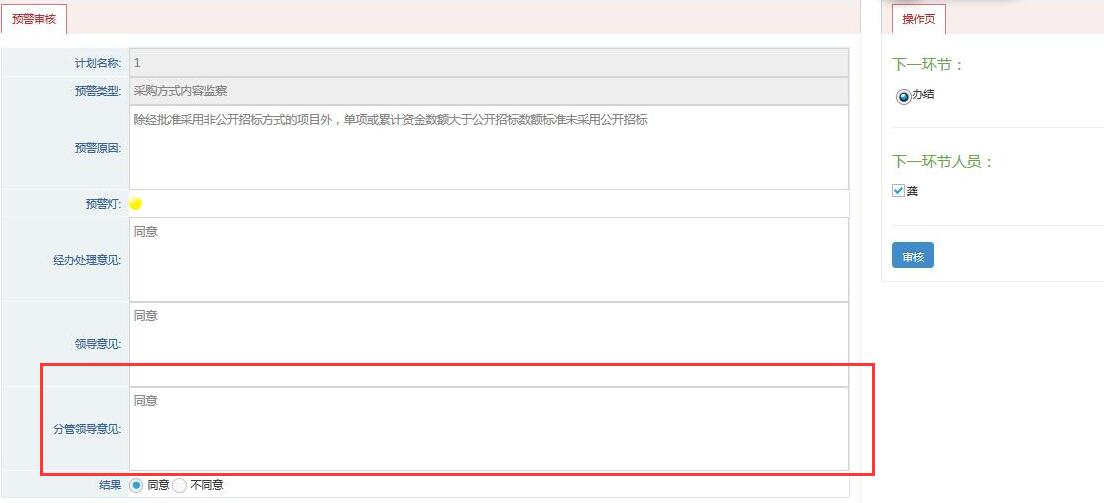 预警审核
计划名称: 1
预警类型: 采购方式内容监察
预警原因: 除经批准采用非公开招标方式的项目外，单项或累计资金数额大于公开招标数额标准未采用公开招标
预警灯:
经办处理意见: 同意
领导意见: 同意
分管领导意见: 同意
结果 同意 不同意
操作页
下一环节：
办结
下一环节人员：
龚
审核